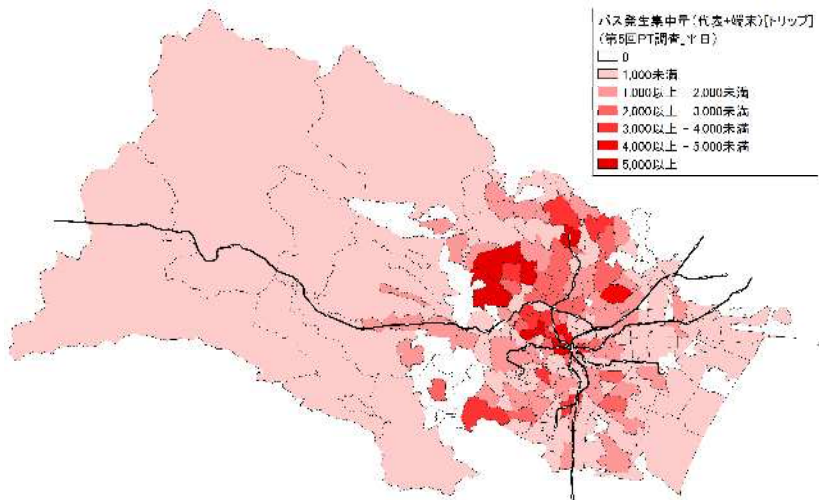 バス発生集中量(代表+端末)[トリップ]
(第5回PT調査_平日)
0
1,000未満
1,000以上 - 2,000未満
2,000以上 - 3,000未満
3,000以上 - 4,000未満
4,000以上 - 5,000未満
5,000以上